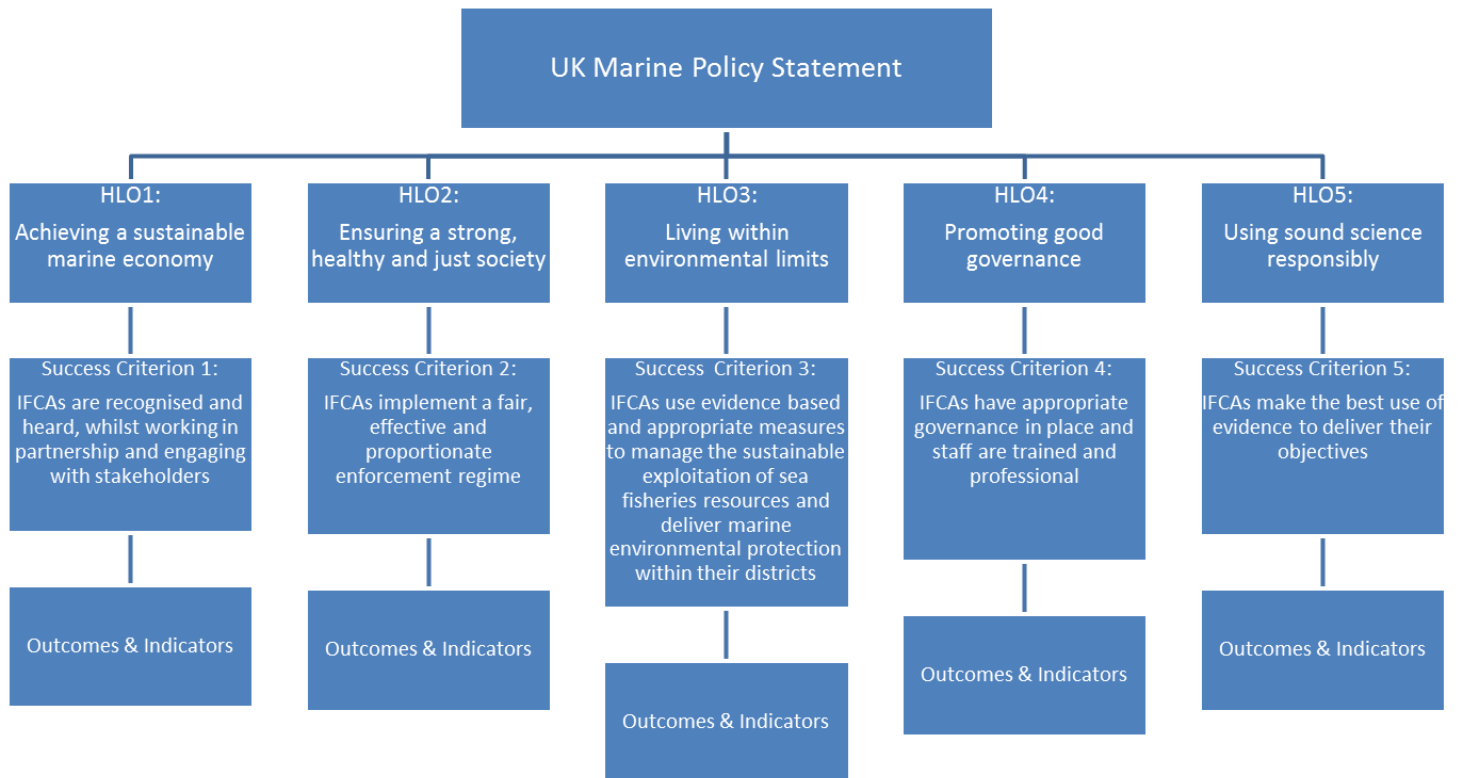 UK Marine Policy Statement
HLO1:
Achieving a sustainable
marine economy
HLO2:
Ensuring a strong,
healthy and just society
HLO3:
Living within
environmental limits
HLO4:
Promoting good
governance
HLO5:
Using sound science
responsibly
Success Criterion 1:
IFCAs are recognised and
heard, whilst working in
partnership and engaging
with stakeholders
Success Criterion 2:
IFCAs implement a fair,
effective and
proportionate
enforcement regime
Success Criterion 3:
IFCAs use evidence based
and appropriate measures
to manage the sustainable
exploitation of sea
fisheries resources and
deliver marine
environmental protection
within their districts
Success Criterion 4:
IFCAs have appropriate
governance in place and
staff are trained and
professional
Success Criterion 5:
IFCAs make the best use of
evidence to deliver their
objectives
Outcomes & Indicators
Outcomes & Indicators
Outcomes & Indicators
Outcomes & Indicators
Outcomes & Indicators